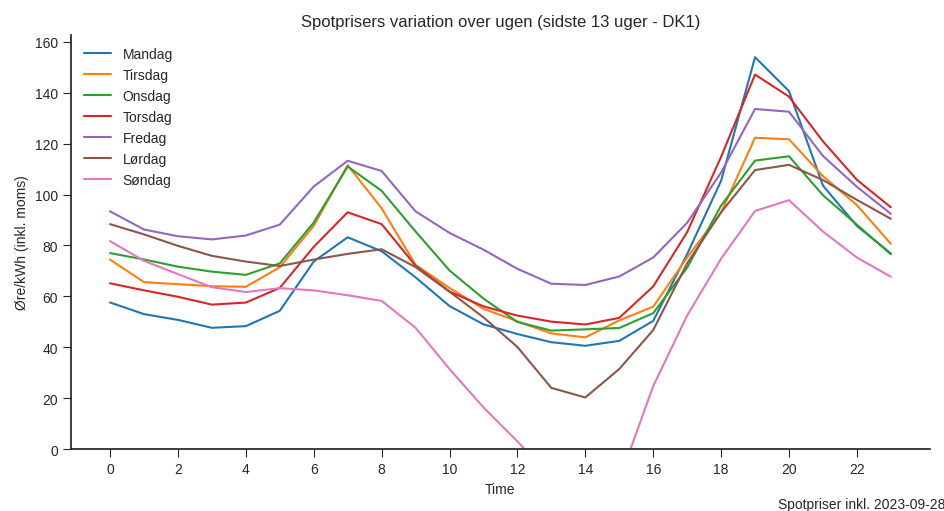 Spotprisers variation over ugen (sidste 13 uger - DK1)
160
140
120
100
80
60
40
20
0
Øre/kWh (inkl. moms)
Mandag
Tirsdag
Onsdag
Torsdag
Fredag
Lørdag
Søndag
0 2 4 6 8 10 12 14 16 18 20 22
Time
Spotpriser inkl. 2023-09-28